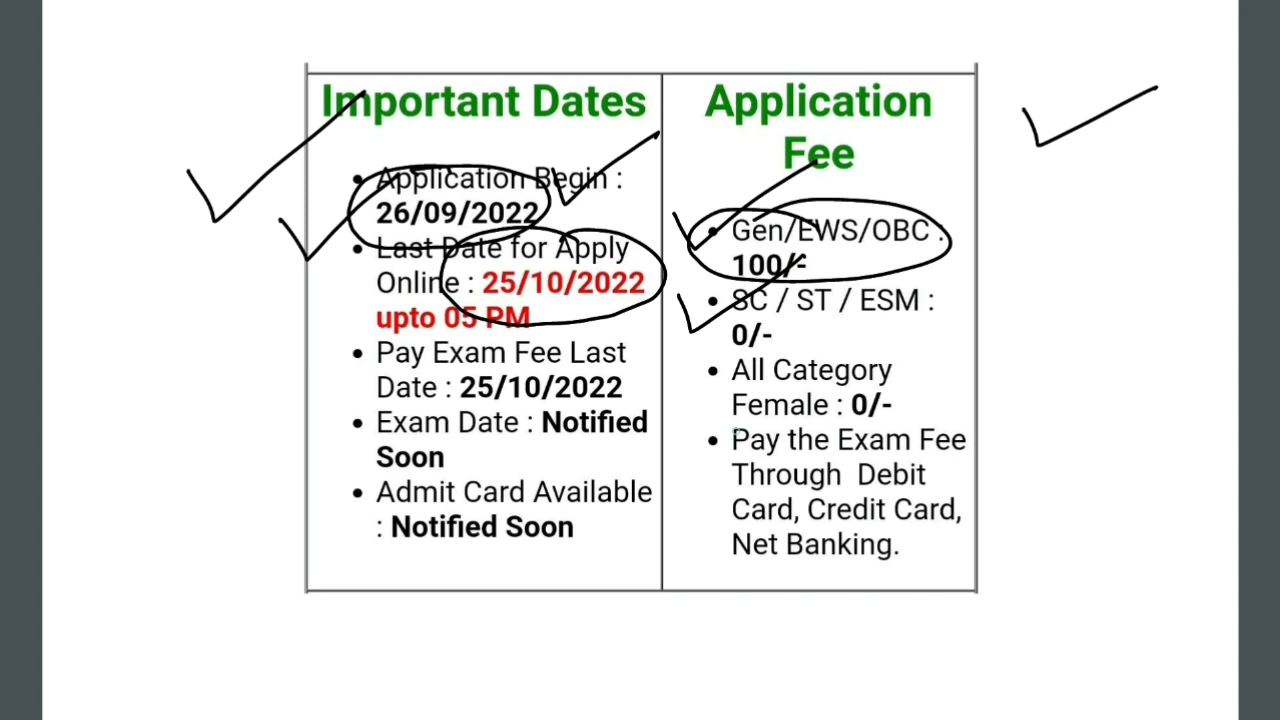 Important Dates
Application Begin :
26/09/2022
Last Date for Apply
Online : 25/10/2022
upto 05 PM
Pay Exam Fee Last
Date : 25/10/2022
Exam Date : Notified
Soon
Admit Card Available
: Notified Soon
Application
Fee
Gen/EWS/OBC :
100/-
SC / ST / ESM :
0/-
All Category
Female : 0/-
Pay the Exam Fee
Through Debit
Card, Credit Card,
Net Banking.